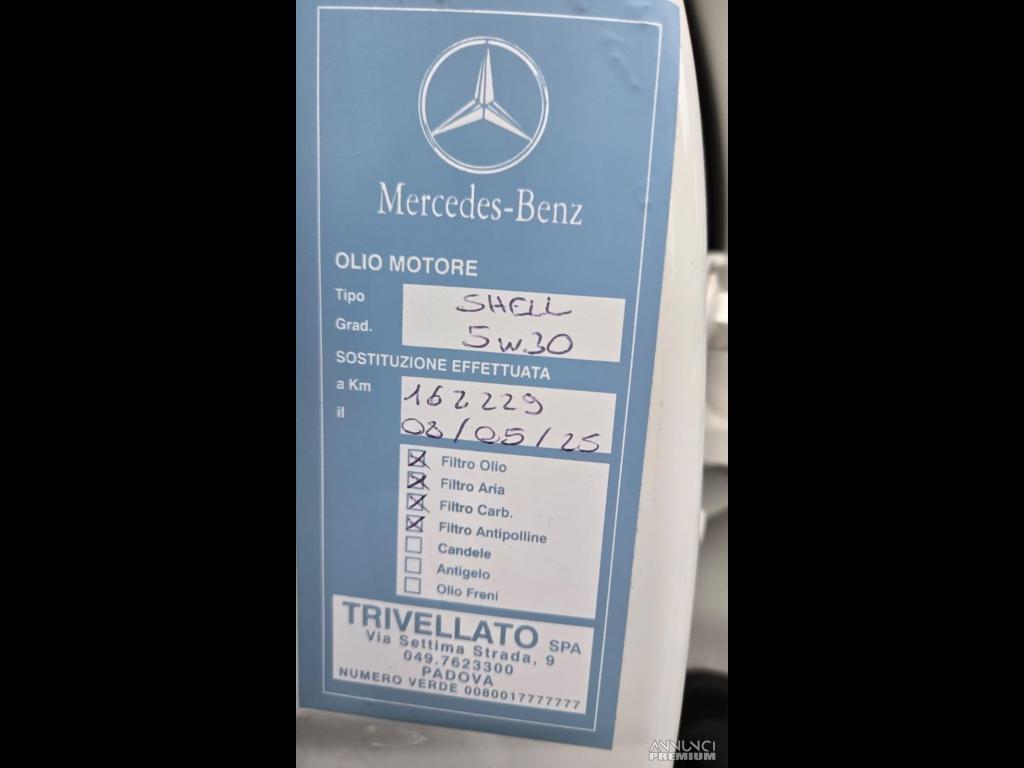 Mercedes-Benz
OLIO MOTORE
Tipo SHELL
Grad. 5W30
SOSTITUZIONE EFFETTUATA
a Km 162229
il 08/05/25
Filtro Olio
Filtro Aria
Filtro Carb.
Filtro Antipolline
Candele
Antigelo
Olio Freni
TRIVELLATO SPA
Via Settima Strada, 9
049.7623300
PADOVA
NUMERO VERDE 0080017777777
ANNUNCI
PREMIUM